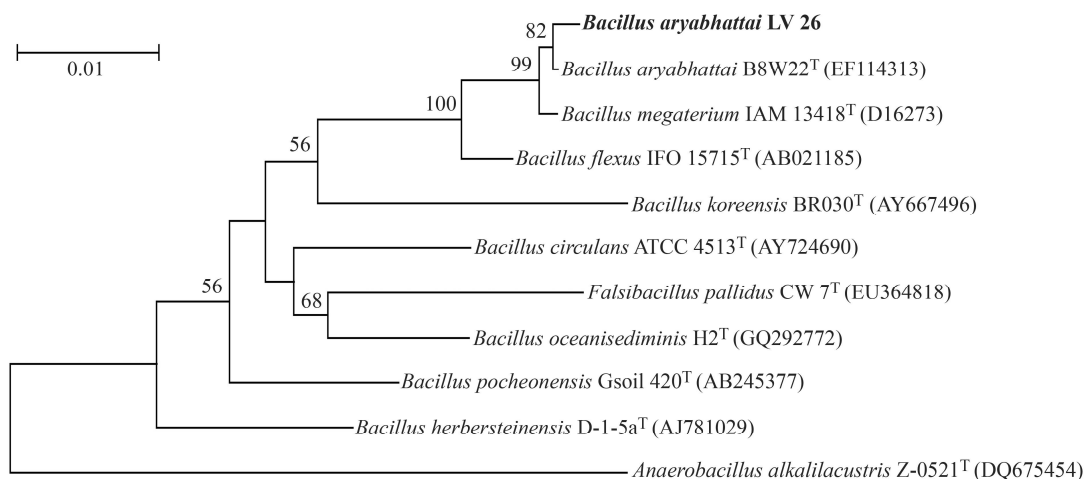 Bacillus aryabhattai LV 26
82
0.01
99
Bacillus aryabhattai B8W22ᵀ (EF114313)
100
Bacillus megaterium IAM 13418ᵀ (D16273)
56
Bacillus flexus IFO 15715ᵀ (AB021185)
Bacillus koreensis BR030ᵀ (AY667496)
Bacillus circulans ATCC 4513ᵀ (AY724690)
56
68
Falsibacillus pallidus CW 7ᵀ (EU364818)
Bacillus oceanisediminis H2ᵀ (GQ292772)
Bacillus pocheonensis Gsoil 420ᵀ (AB245377)
Bacillus herbersteinensis D-1-5aᵀ (AJ781029)
Anaerobacillus alkalilacustris Z-0521ᵀ (DQ675454)